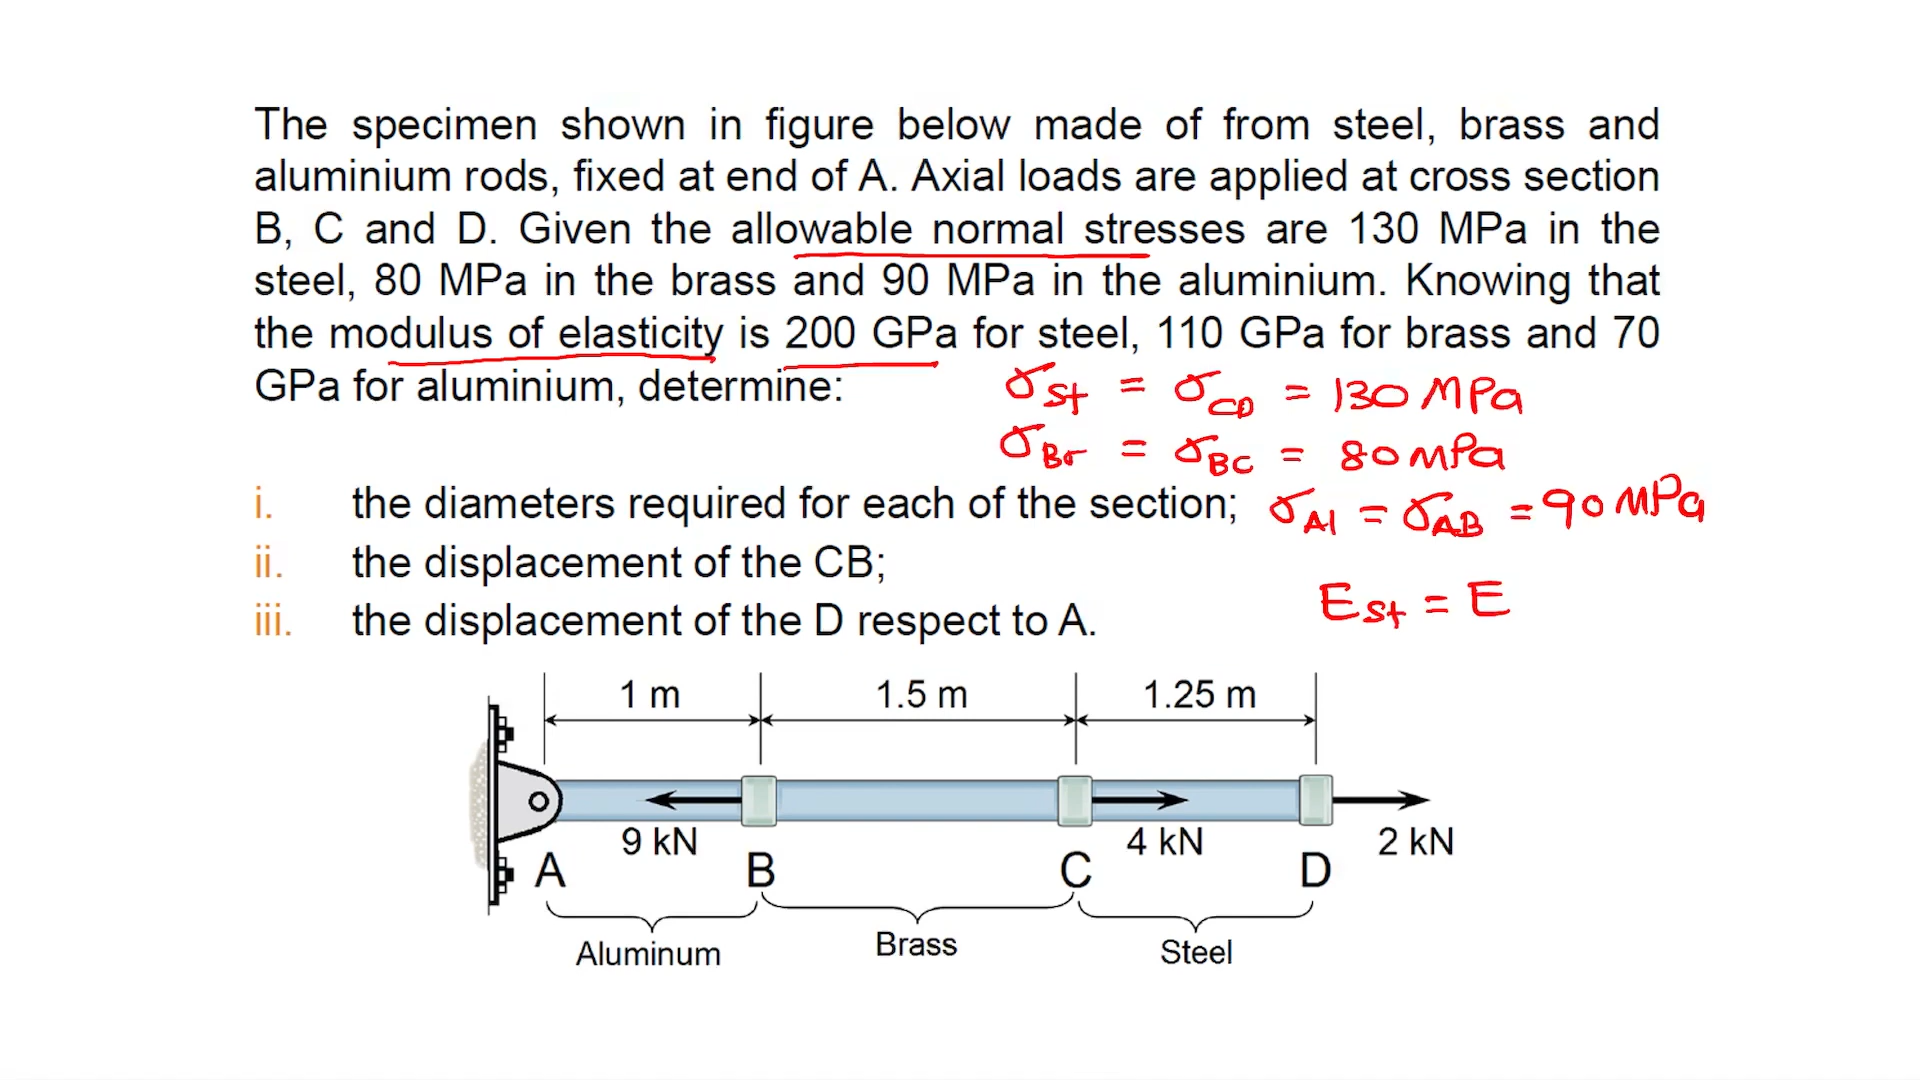 The specimen shown in figure below made of from steel, brass and
aluminium rods, fixed at end of A. Axial loads are applied at cross section
B, C and D. Given the allowable normal stresses are 130 MPa in the
steel, 80 MPa in the brass and 90 MPa in the aluminium. Knowing that
the modulus of elasticity is 200 GPa for steel, 110 GPa for brass and 70
GPa for aluminium, determine:
σSt = σCD = 130 MPa
σBr = σBC = 80 MPa
i. the diameters required for each of the section;
σAl = σAB = 90 MPa
ii. the displacement of the CB;
ESt = E
iii. the displacement of the D respect to A.
1 m 1.5 m 1.25 m
9 kN 4 kN 2 kN
A B C D
Aluminum Brass Steel